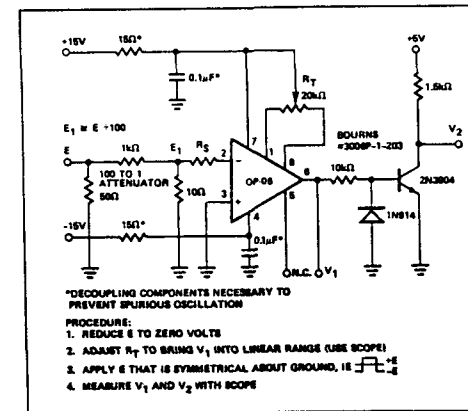 +15V
15Ω*
+5V
0.1µF*
RT
20kΩ
1.5kΩ
V2
E1 ≅ E ÷100
E
1kΩ
E1
RS
7
1
8
BOURNS
#3006P-1-203
2
–
OP-05
6
10kΩ
2N3904
100 TO 1
ATTENUATOR
50Ω
10Ω
3
+
4
5
1N914
-15V
15Ω*
0.1µF*
N.C.
V1
*DECOUPLING COMPONENTS NECESSARY TO
PREVENT SPURIOUS OSCILLATION
PROCEDURE:
1. REDUCE E TO ZERO VOLTS
2. ADJUST RT TO BRING V1 INTO LINEAR RANGE (USE SCOPE)
3. APPLY E THAT IS SYMMETRICAL ABOUT GROUND, IE +E –E
4. MEASURE V1 AND V2 WITH SCOPE